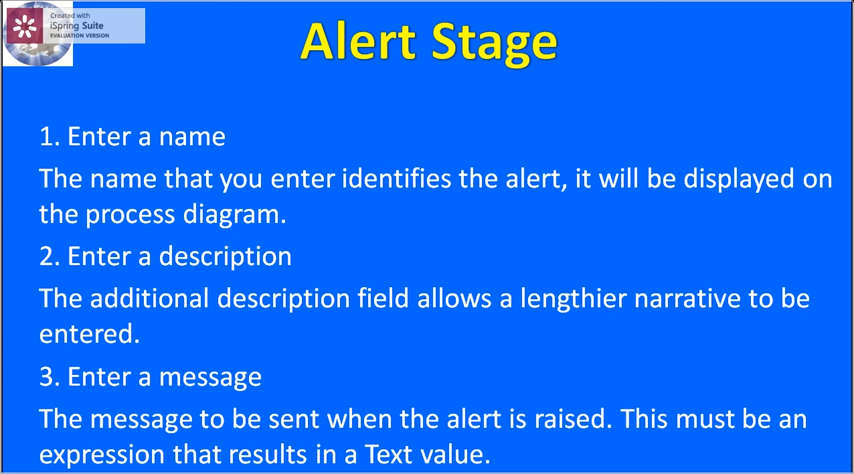 Created with
iSpring Suite
EVALUATION VERSION
Alert Stage
1. Enter a name
The name that you enter identifies the alert, it will be displayed on
the process diagram.
2. Enter a description
The additional description field allows a lengthier narrative to be
entered.
3. Enter a message
The message to be sent when the alert is raised. This must be an
expression that results in a Text value.